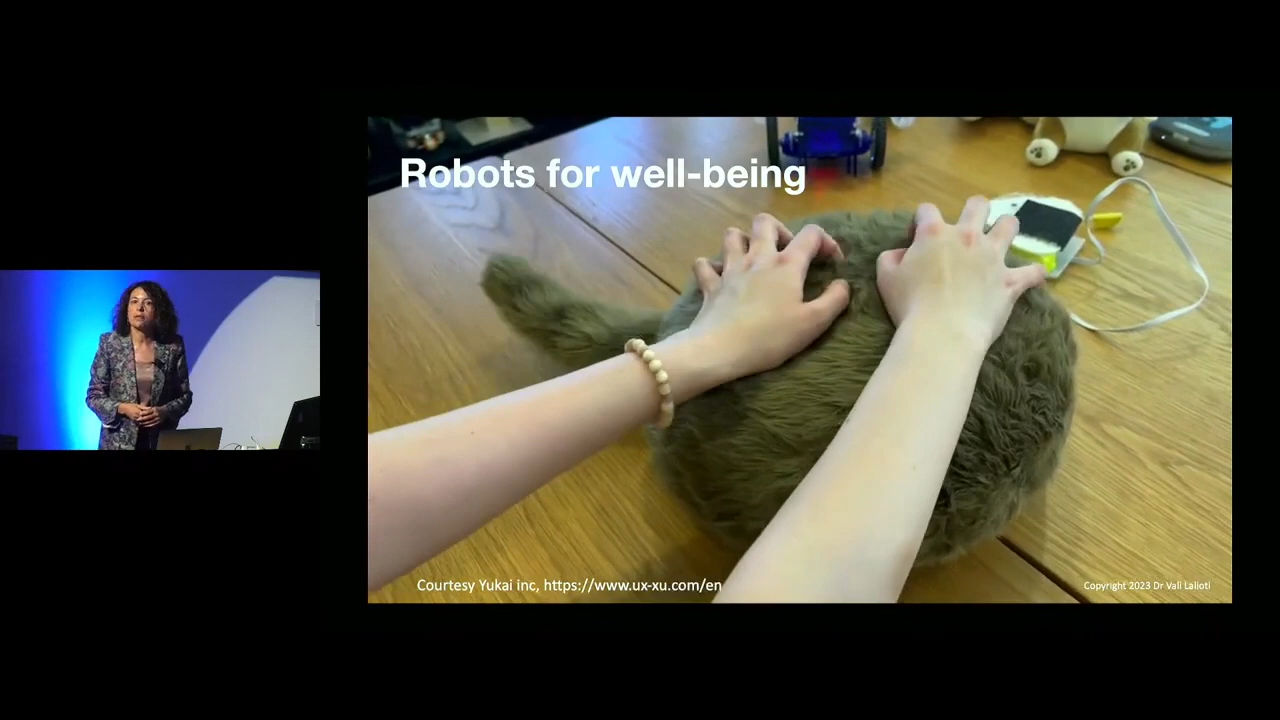 Robots for well-being
Courtesy Yukai inc, https://www.ux-xu.com/en
Copyright 2023 Dr Vali Lalioti